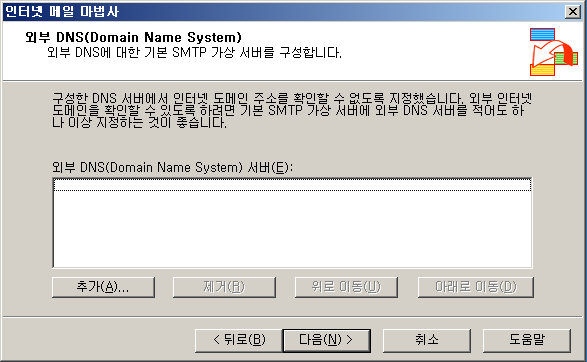 인터넷 메일 마법사
외부 DNS(Domain Name System)
외부 DNS에 대한 기본 SMTP 가상 서버를 구성합니다.
구성한 DNS 서버에서 인터넷 도메인 주소를 확인할 수 없도록 지정했습니다. 외부 인터넷
도메인을 확인할 수 있도록 하려면 기본 SMTP 가상 서버에 외부 DNS 서버를 적어도 하
나 이상 지정하는 것이 좋습니다.
외부 DNS(Domain Name System) 서버(E):
추가(A)... 제거(R) 위로 이동(U) 아래로 이동(D)
< 뒤로(B) 다음(N) > 취소 도움말